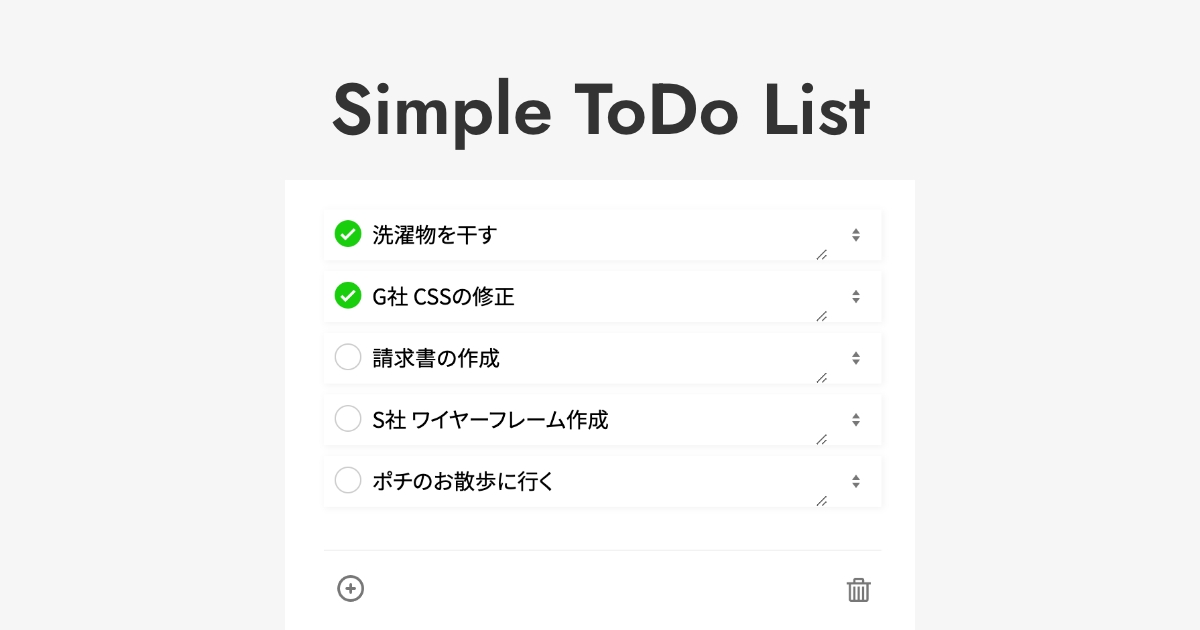 Simple ToDo List
洗濯物を干す
G社 CSSの修正
請求書の作成
S社 ワイヤーフレーム作成
ポチのお散歩に行く